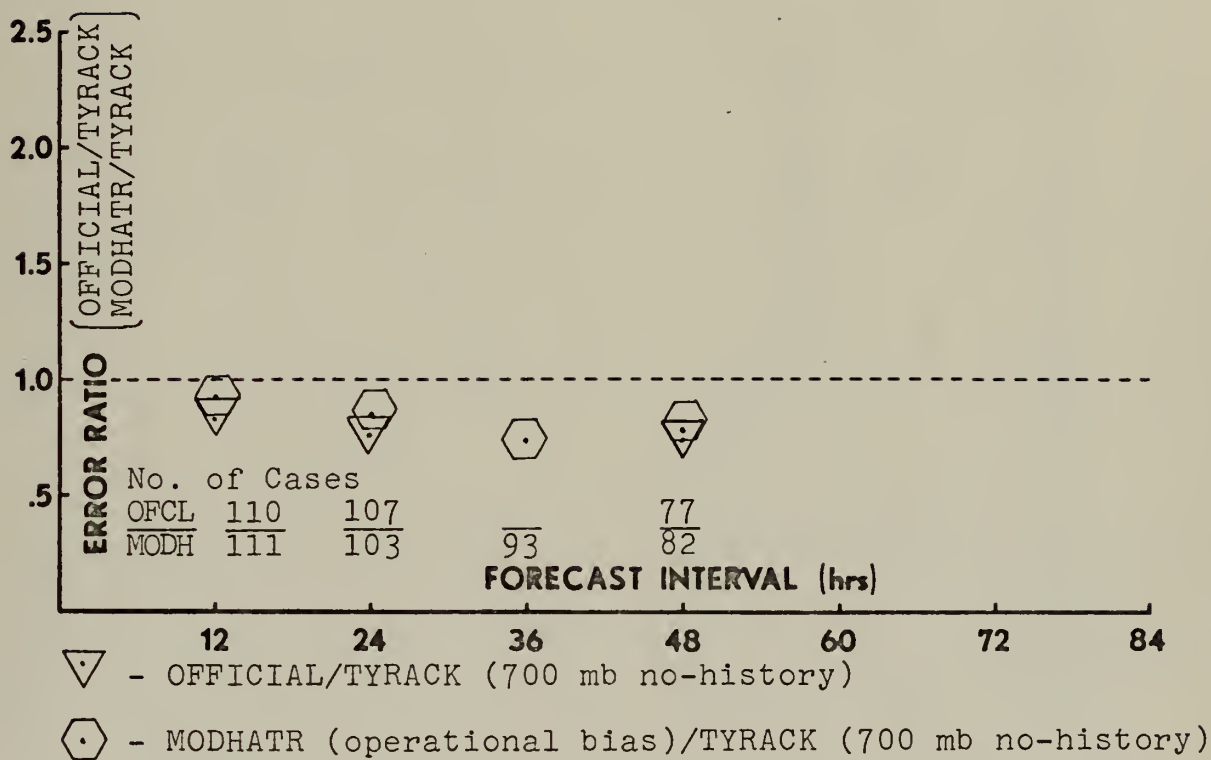 2.5
2.0
1.5
1.0
.5
ERROR RATIO
OFFICIAL/TYRACK
MODHATR/TYRACK
No. of Cases
OFCL 110 107 77
MODH 111 103 93 82
FORECAST INTERVAL (hrs)
12 24 36 48 60 72 84
- OFFICIAL/TYRACK (700 mb no-history)
- MODHATR (operational bias)/TYRACK (700 mb no-history)